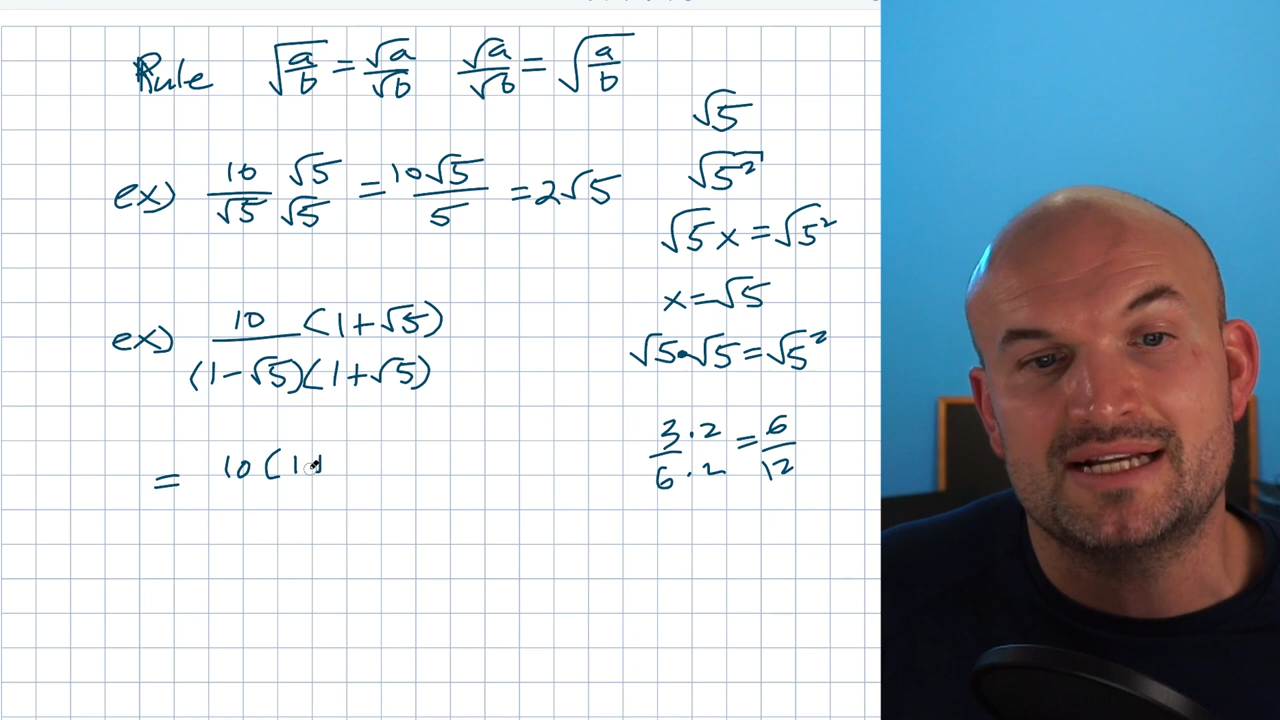 Rule √(a/b) = √a/√b √a/√b = √(a/b)
ex) 10/√5 √5/√5 = 10√5/5 = 2√5
ex) 10(1+√5)/(1-√5)(1+√5)
= 10(1
√5
√5²
√5x = √5²
x = √5
√5•√5 = √5²
3·2/6·2 = 6/12